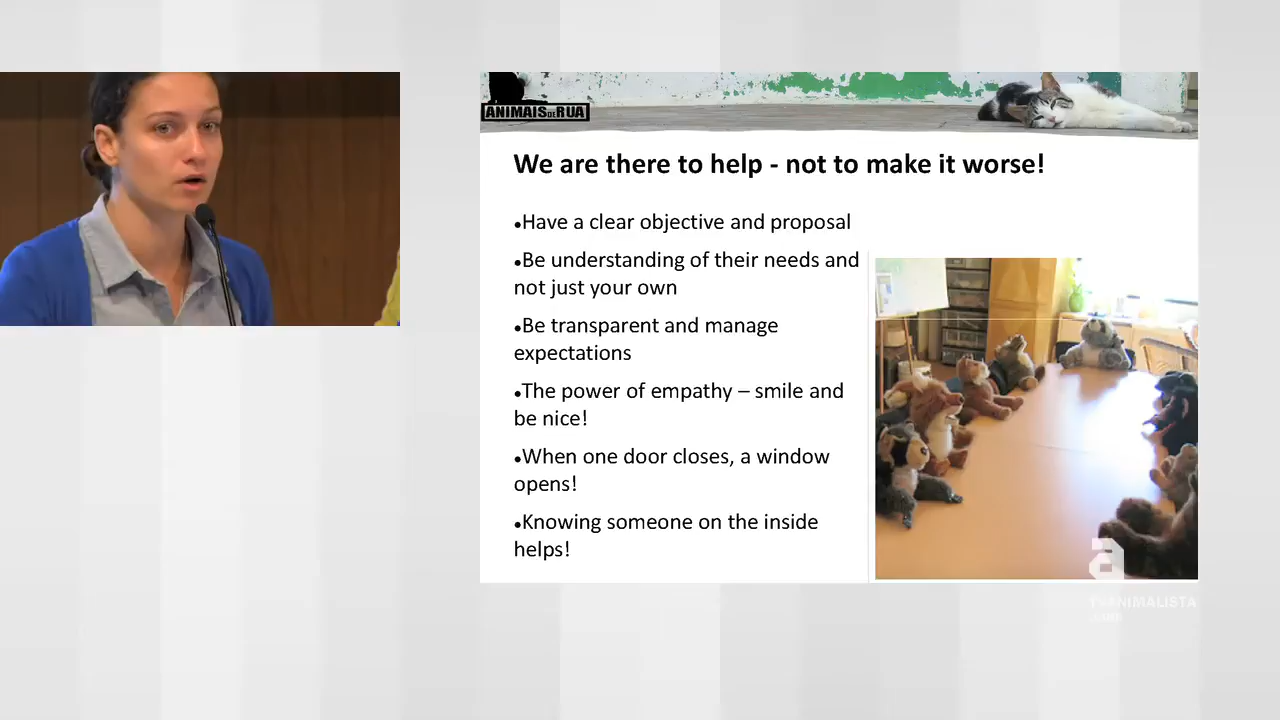 ANIMAIS DE RUA
We are there to help - not to make it worse!
•Have a clear objective and proposal
•Be understanding of their needs and
not just your own
•Be transparent and manage
expectations
•The power of empathy – smile and
be nice!
•When one door closes, a window
opens!
•Knowing someone on the inside
helps!
a
ANIMALISTA